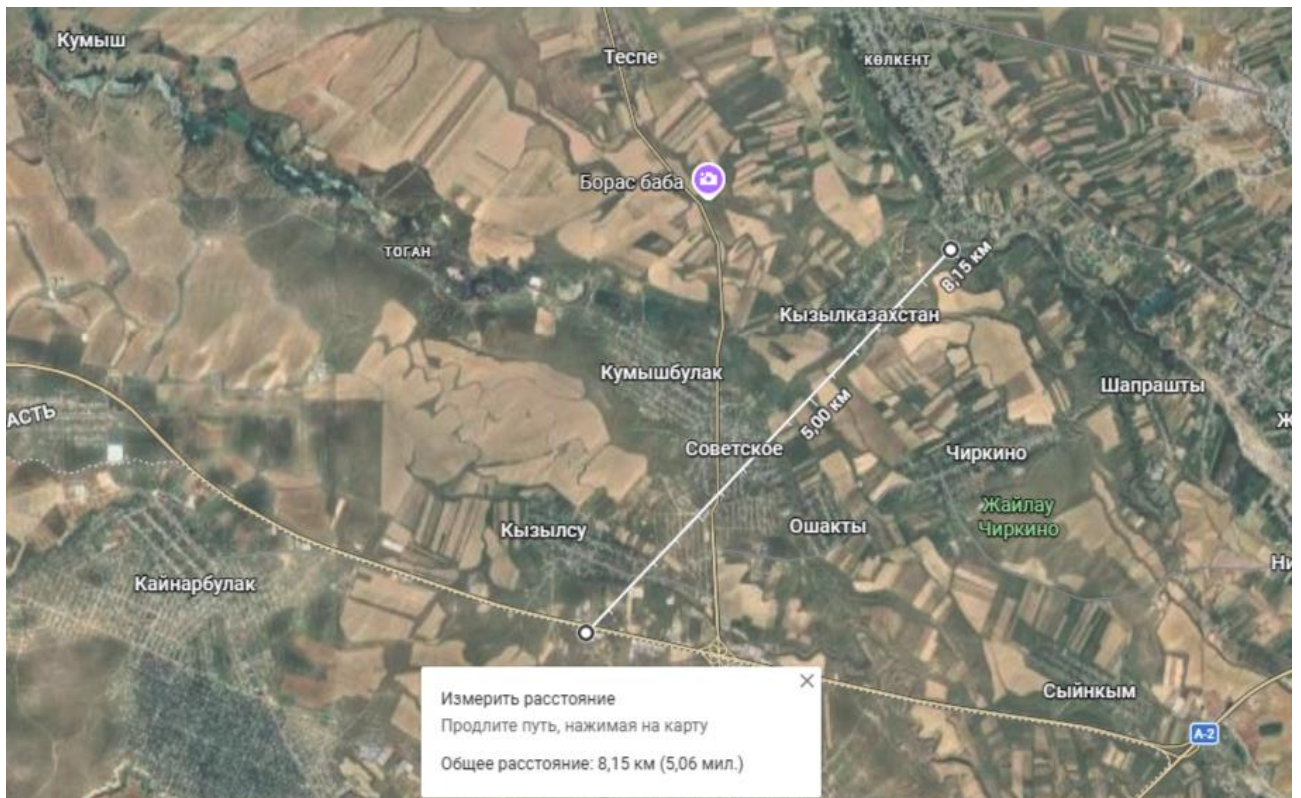 Кумыш
Теспе
КӨЛКЕНТ
Борас баба
ТОГАН
8,15 км
Кызылказахстан
Кумышбулак
Шапрашты
АСТЬ
5,00 км
Ж
Советское
Чиркино
Жайлау
Чиркино
Кызылсу
Ошакты
Ни
Кайнарбулак
Измерить расстояние
Продлите путь, нажимая на карту
Общее расстояние: 8,15 км (5,06 мил.)
Сыйнкым
A-2